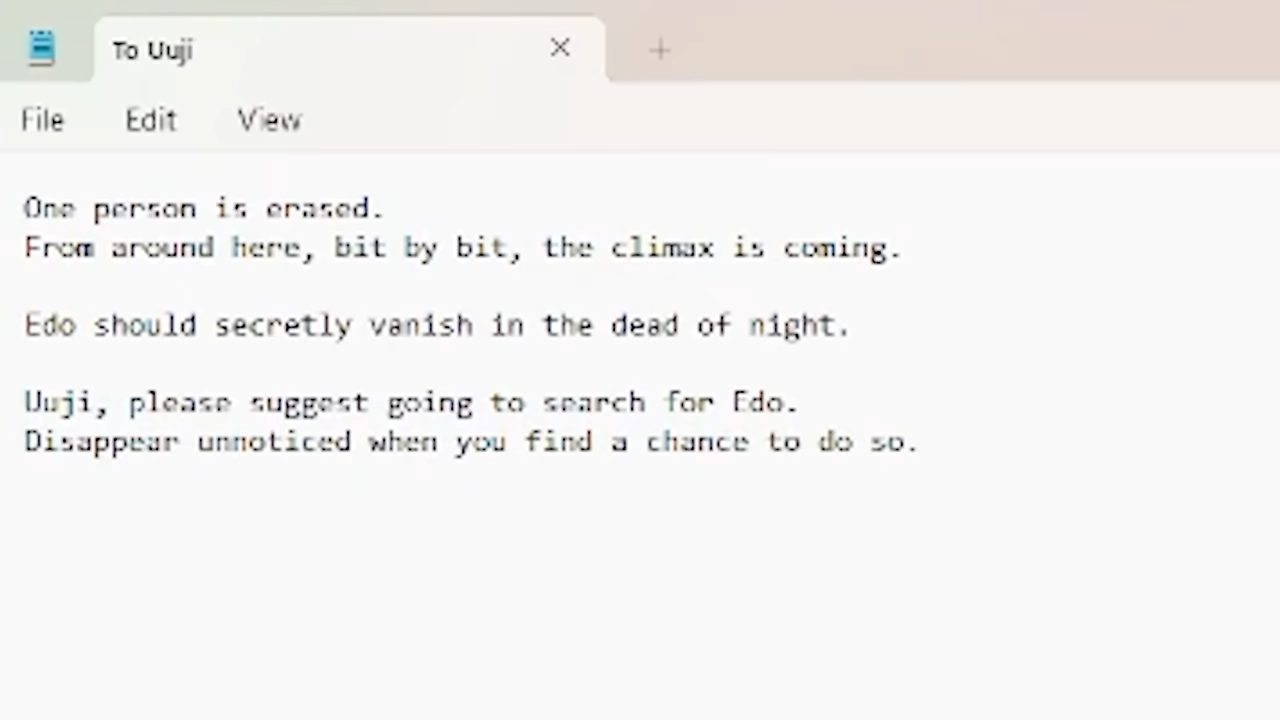 To Uuji
File Edit View
One person is erased.
From around here, bit by bit, the climax is coming.
Edo should secretly vanish in the dead of night.
Uuji, please suggest going to search for Edo.
Disappear unnoticed when you find a chance to do so.